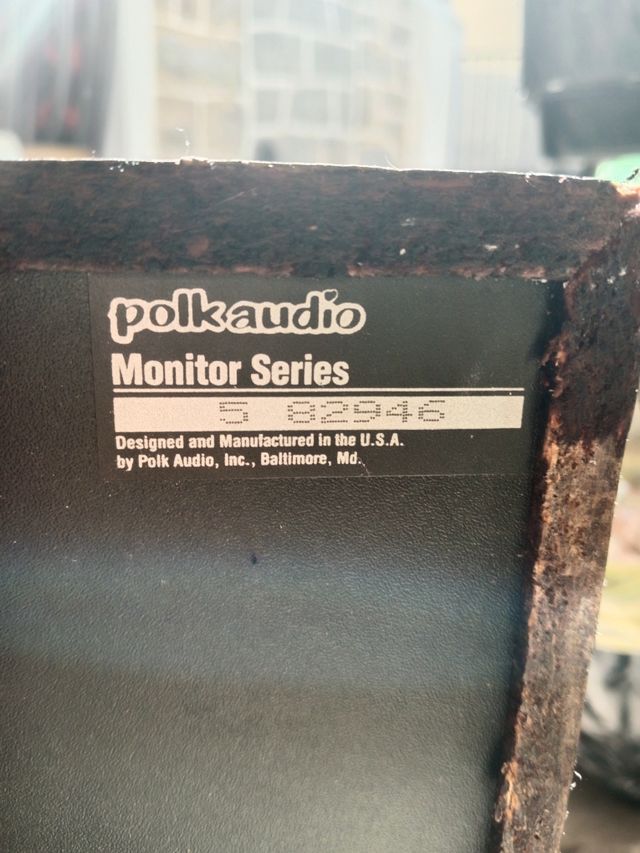 polkaudio
Monitor Series
5 82946
Designed and Manufactured in the U.S.A.
by Polk Audio, Inc., Baltimore, Md.